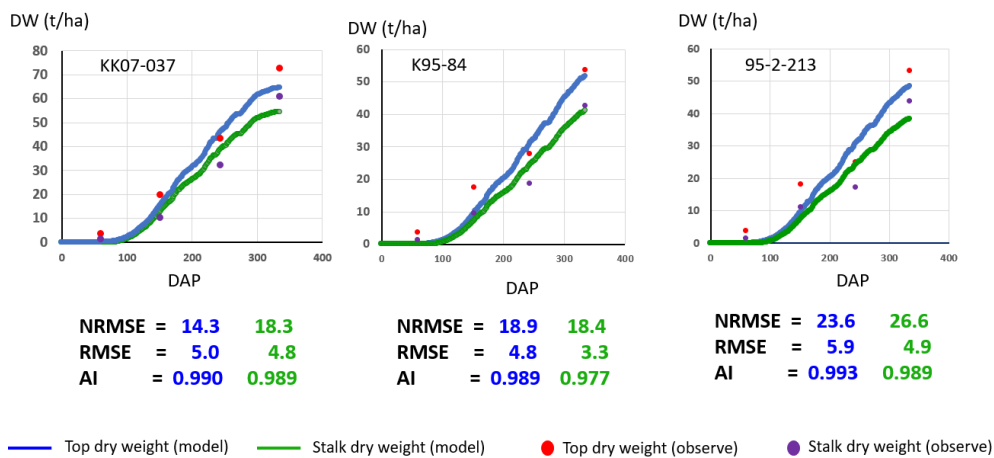 DW (t/ha)
80
70
60
50
40
30
20
10
0
0 100 200 300 400
KK07-037
DAP
NRMSE = 14.3 18.3
RMSE = 5.0 4.8
AI = 0.990 0.989
DW (t/ha)
60
50
40
30
20
10
0
0 100 200 300 400
K95-84
DAP
NRMSE = 18.9 18.4
RMSE = 4.8 3.3
AI = 0.989 0.977
DW (t/ha)
60
50
40
30
20
10
0
0 100 200 300 400
95-2-213
DAP
NRMSE = 23.6 26.6
RMSE = 5.9 4.9
AI = 0.993 0.989
Top dry weight (model) Stalk dry weight (model) Top dry weight (observe) Stalk dry weight (observe)